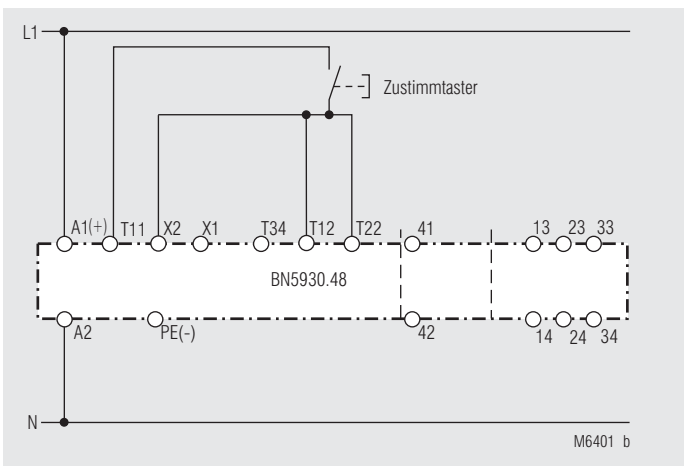 L1
Zustimmtaster
A1(+) T11 X2 X1 T34 T12 T22 41 13 23 33
BN5930.48
A2 PE(-) 42 14 24 34
N
M6401 b